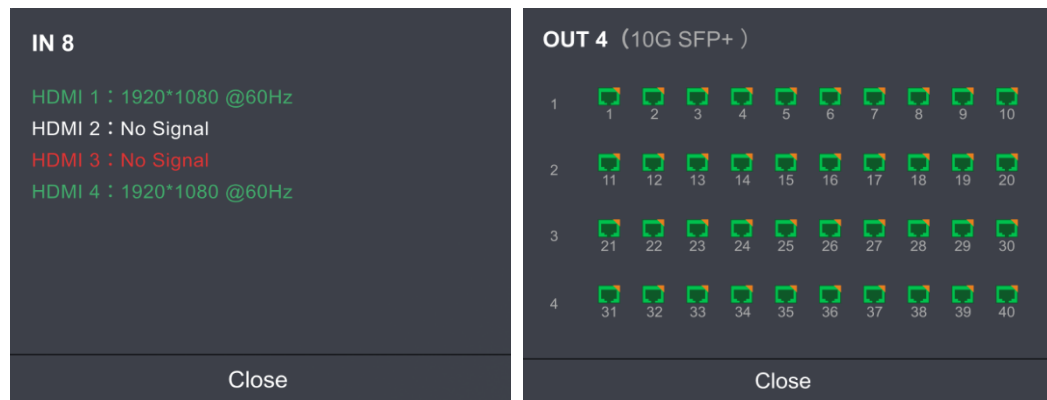 IN 8
HDMI 1：1920*1080 @60Hz
HDMI 2：No Signal
HDMI 3：No Signal
HDMI 4：1920*1080 @60Hz
Close
OUT 4（10G SFP+ ）
1
1 2 3 4 5 6 7 8 9 10
2
11 12 13 14 15 16 17 18 19 20
3
21 22 23 24 25 26 27 28 29 30
4
31 32 33 34 35 36 37 38 39 40
Close